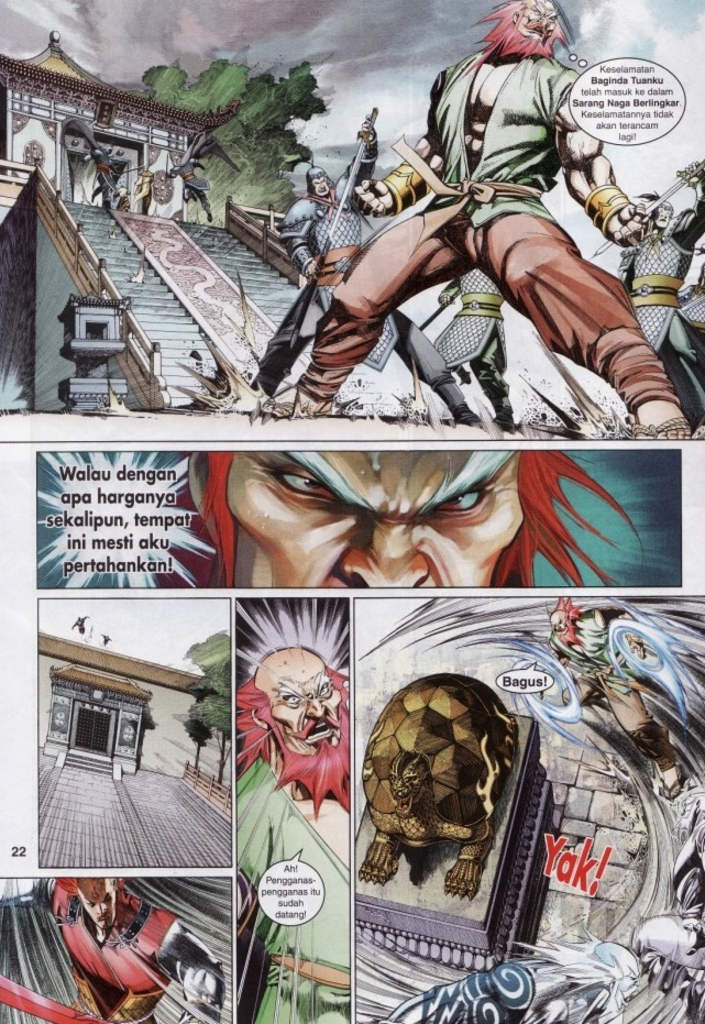 Keselamatan
Baginda Tuanku
telah masuk ke dalam
Sarang Naga Berlingkar.
Keselamatannya tidak
akan terancam
lagi!
Walau dengan
apa harganya
sekalipun, tempat
ini mesti aku
pertahankan!
Ah!
Pengganas-
pengganas itu
sudah
datang!
Bagus!
Yak!
22